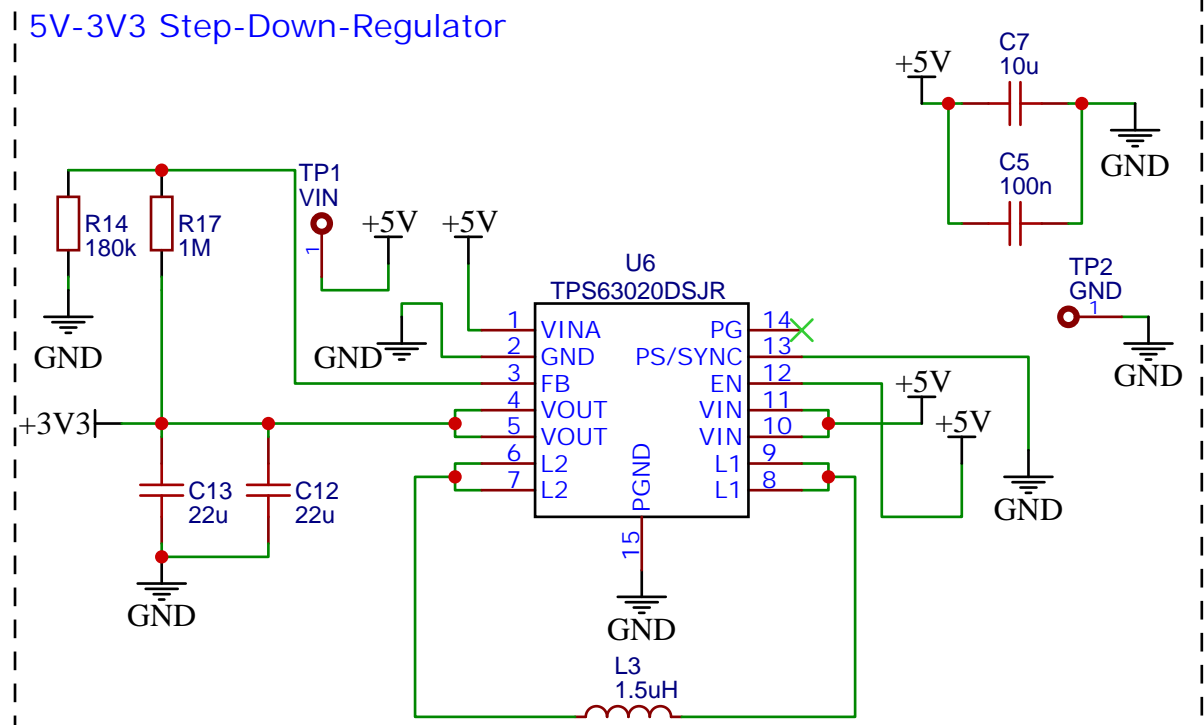 5V-3V3 Step-Down-Regulator
+5V
C7
10u
GND
C5
100n
R14
180k
R17
1M
GND
TP1
VIN
1
+5V
+5V
GND
U6
TPS63020DSJR
1 VINA
2 GND
3 FB
4 VOUT
5 VOUT
6 L2
7 L2
PG 14
PS/SYNC 13
EN 12
VIN 11
VIN 10
L1 9
L1 8
PGND
15
GND
TP2
GND
1
GND
+5V
+5V
GND
+3V3
C13
22u
C12
22u
GND
L3
1.5uH